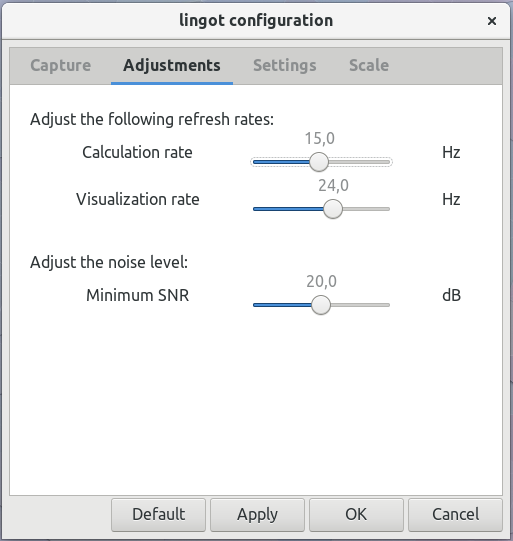 lingot configuration ×
Capture Adjustments Settings Scale
Adjust the following refresh rates:
15,0
Calculation rate Hz
24,0
Visualization rate Hz
Adjust the noise level:
20,0
Minimum SNR dB
Default Apply OK Cancel